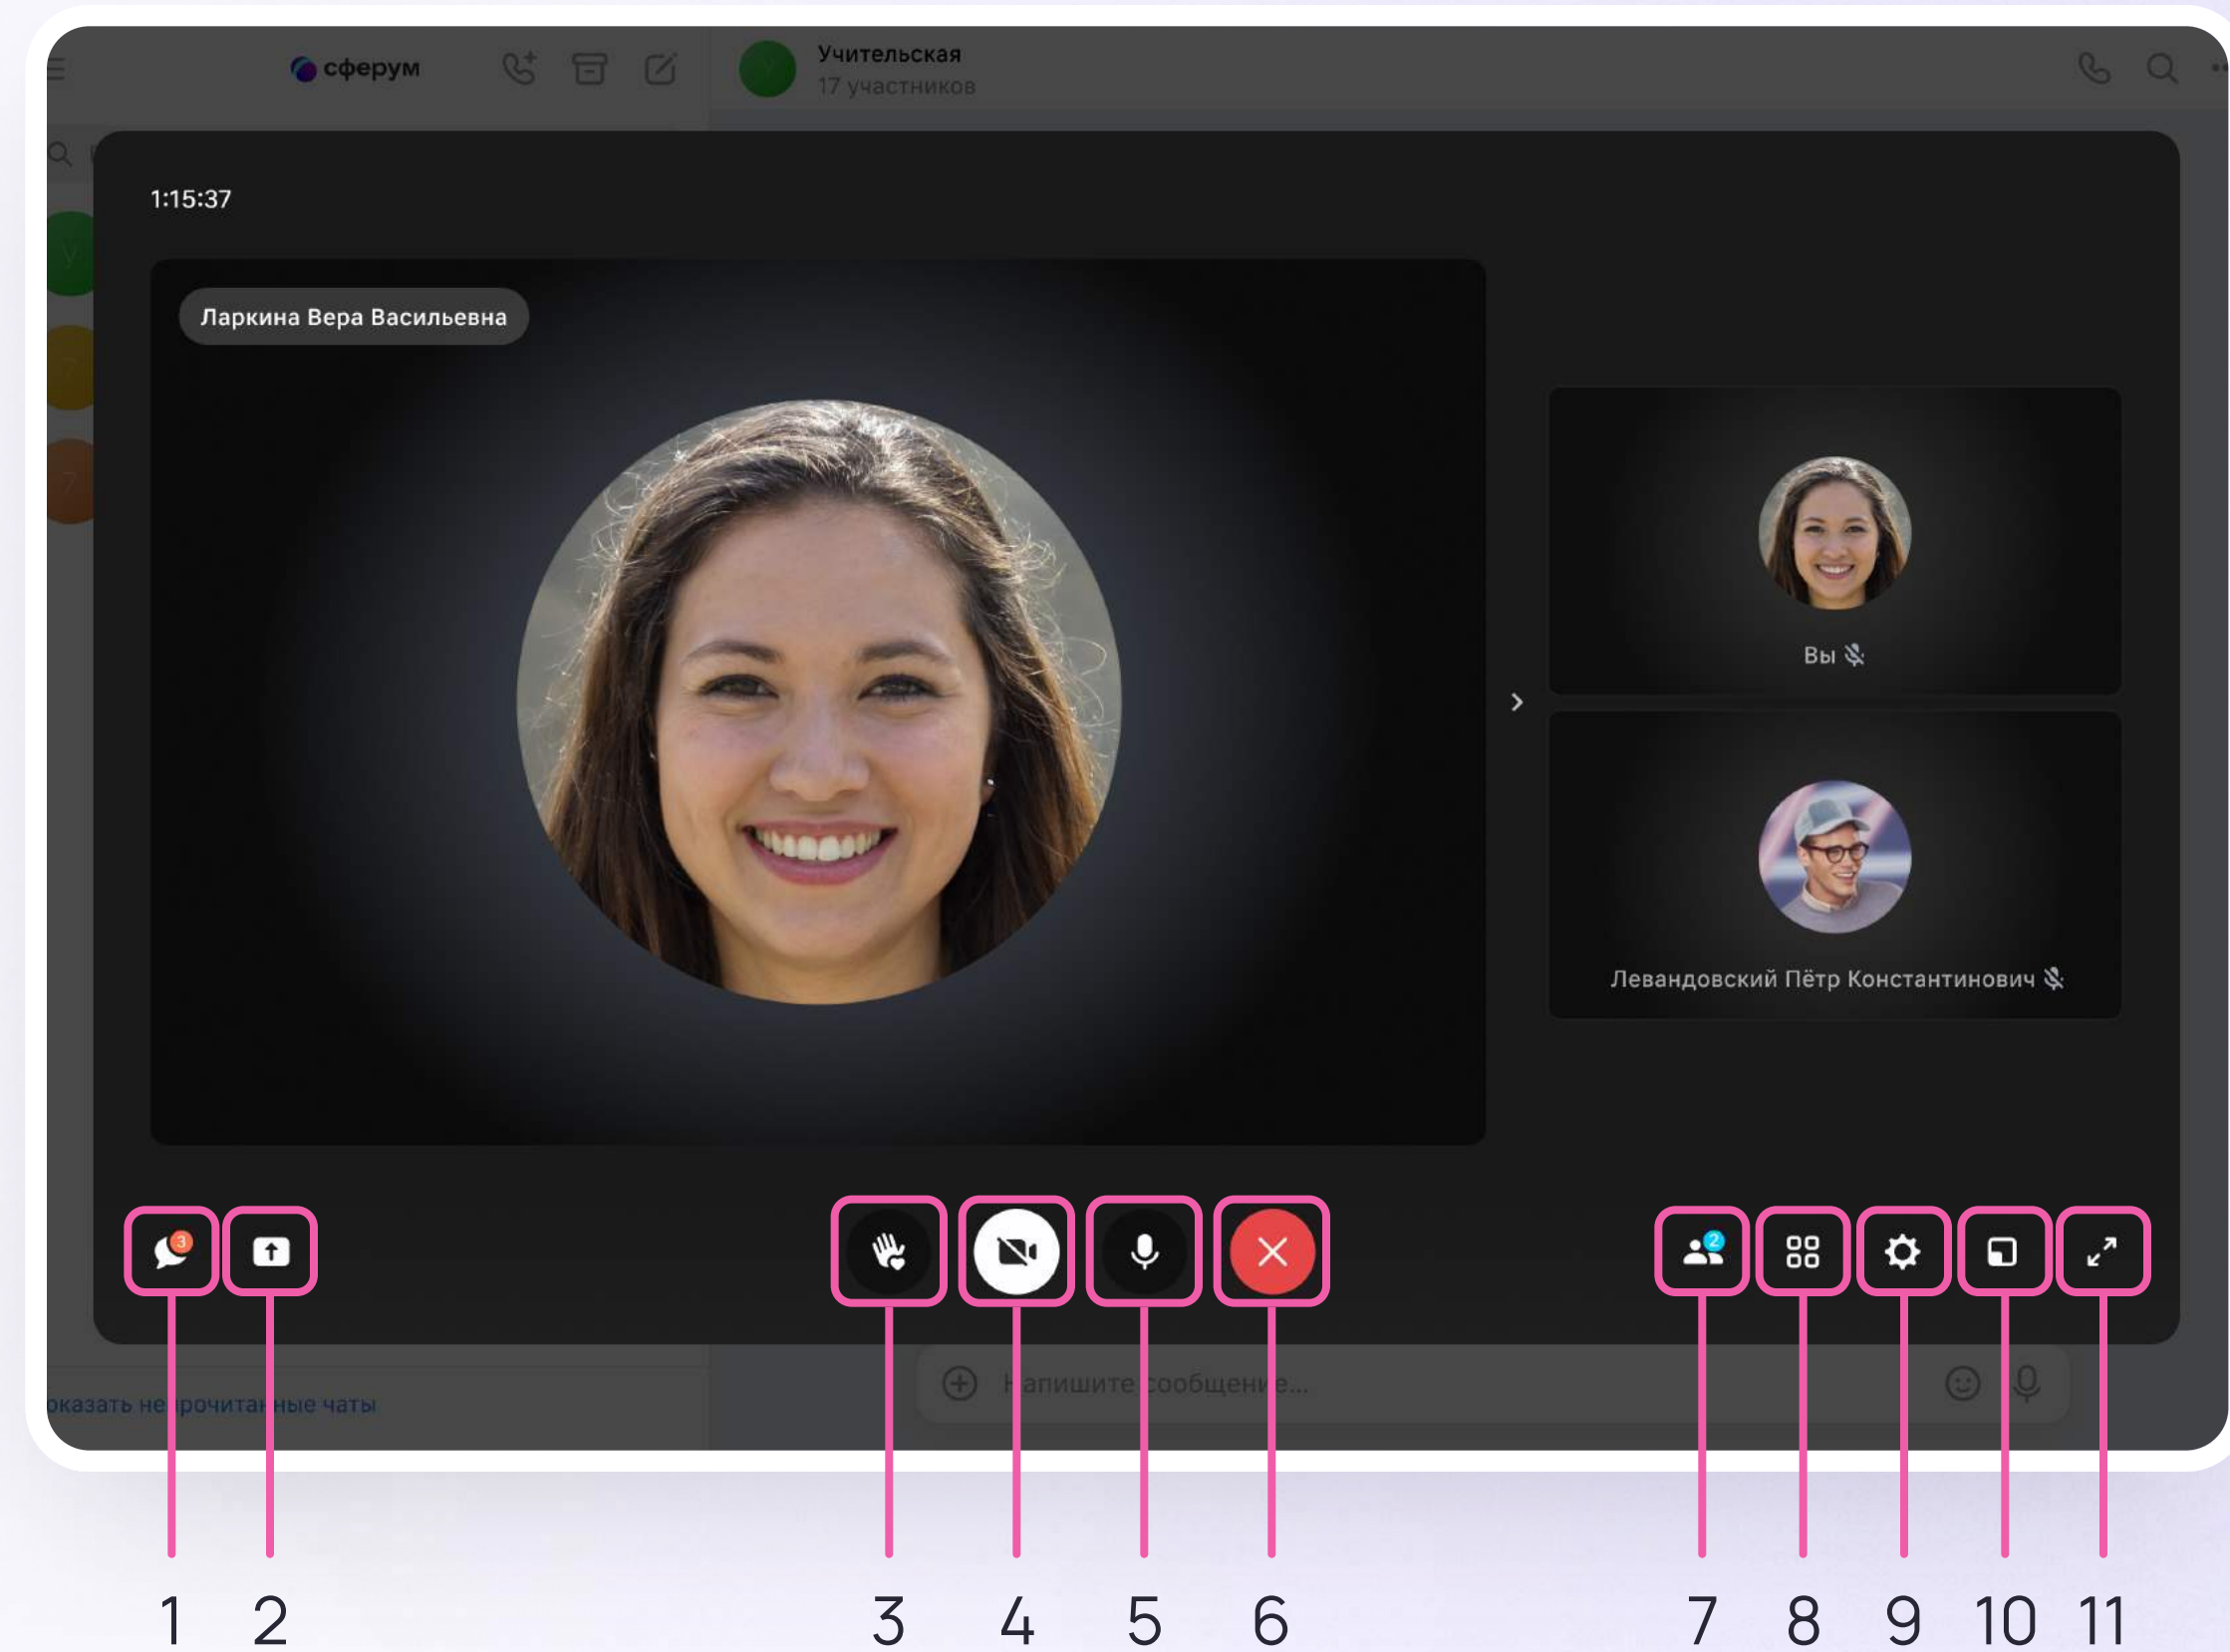 сферум
Учительская
17 участников
1:15:37
Ларкина Вера Васильевна
Вы
Левандовский Пётр Константинович
3
2
Напишите сообщение...
оказать непрочитанные чаты
1 2 3 4 5 6 7 8 9 10 11